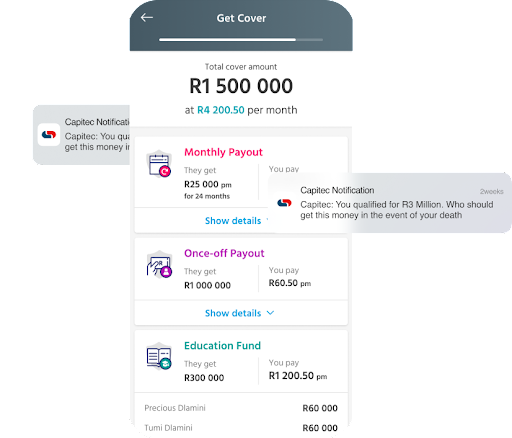 Get Cover
Total cover amount
R1 500 000
at R4 200.50 per month
Capitec Notificati
Capitec: You qua
get this money in
Monthly Payout
They get
You pay
R25 000 pm
for 24 months
Show details
Capitec Notification
2weeks
Capitec: You qualified for R3 Million. Who should
get this money in the event of your death
Once-off Payout
They get
You pay
R1 000 000
R60.50 pm
Show details
Education Fund
They get
You pay
R300 000
R1 200.50 pm
Precious Dlamini
R60 000
Tumi Dlamini
R60 000